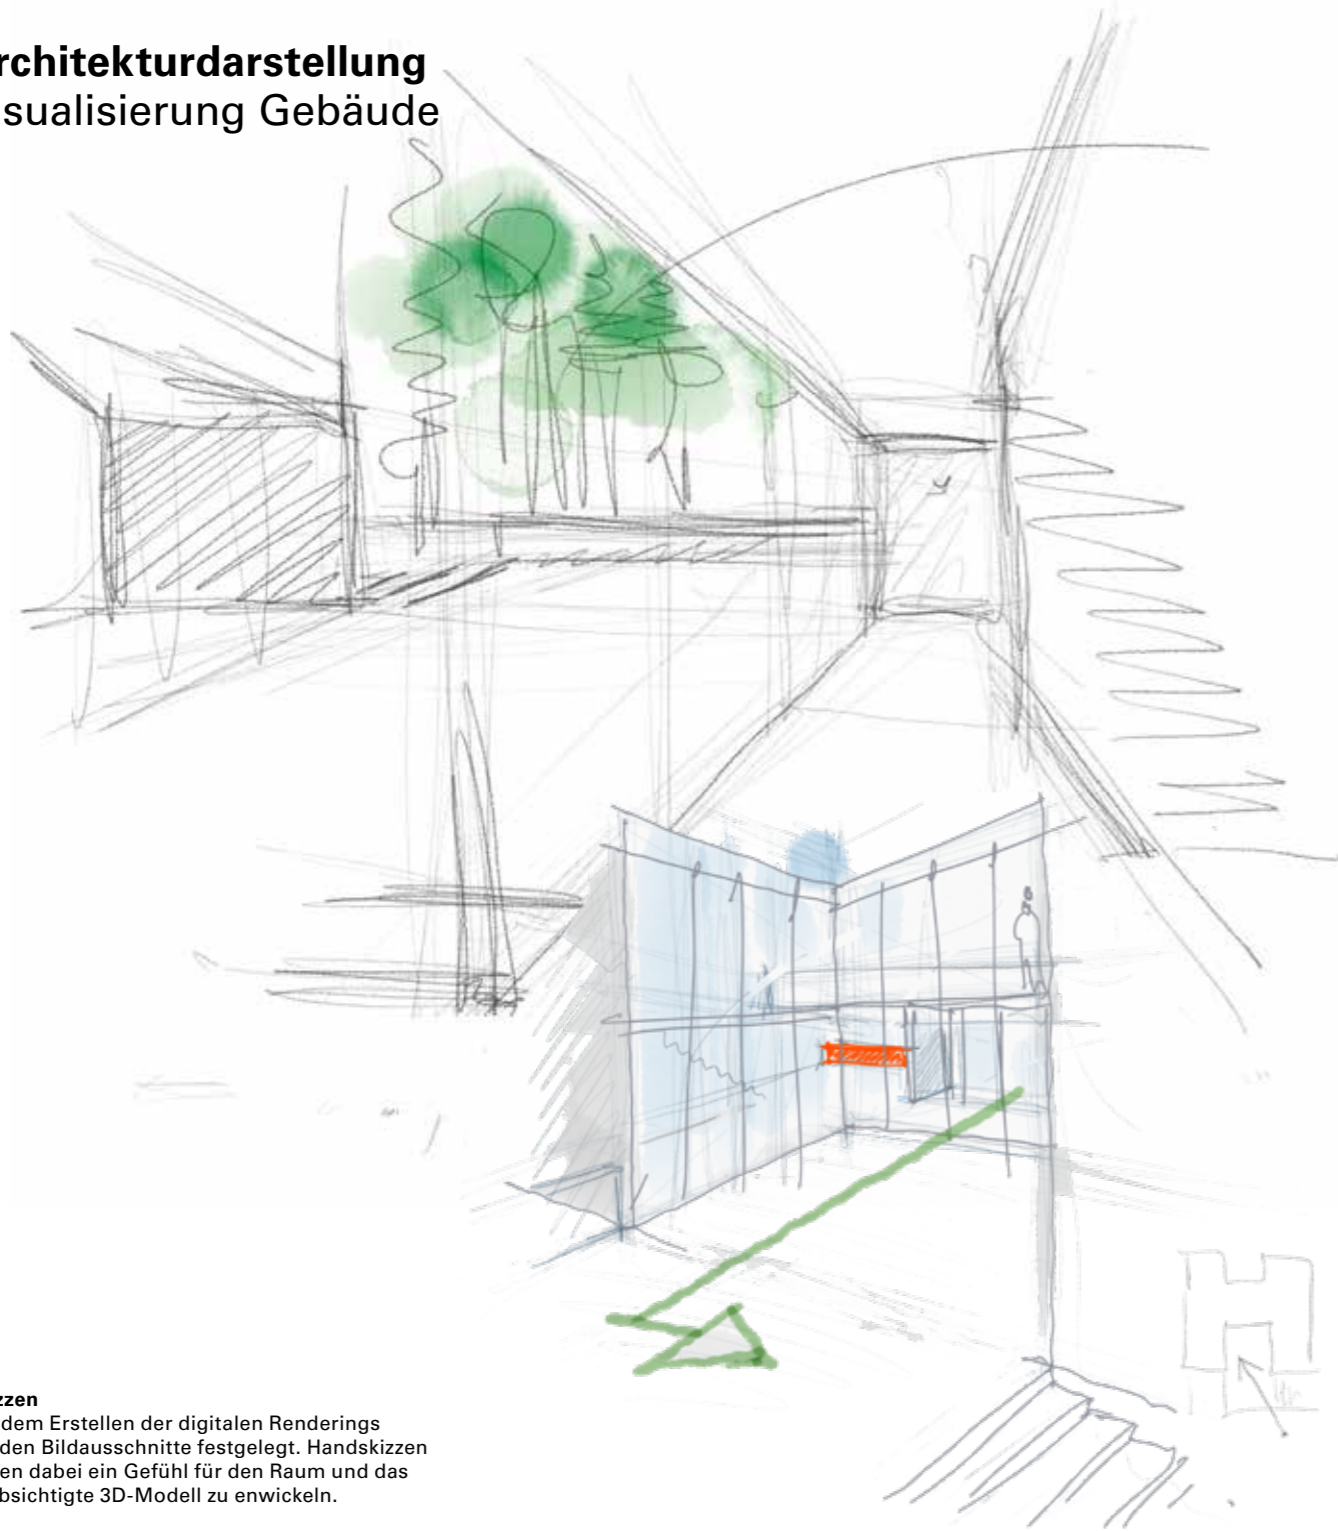 rchitekturdarstellung
sualisierung Gebäude
zzen
dem Erstellen der digitalen Renderings
den Bildausschnitte festgelegt. Handskizzen
en dabei ein Gefühl für den Raum und das
bsichtigte 3D-Modell zu enwickeln.